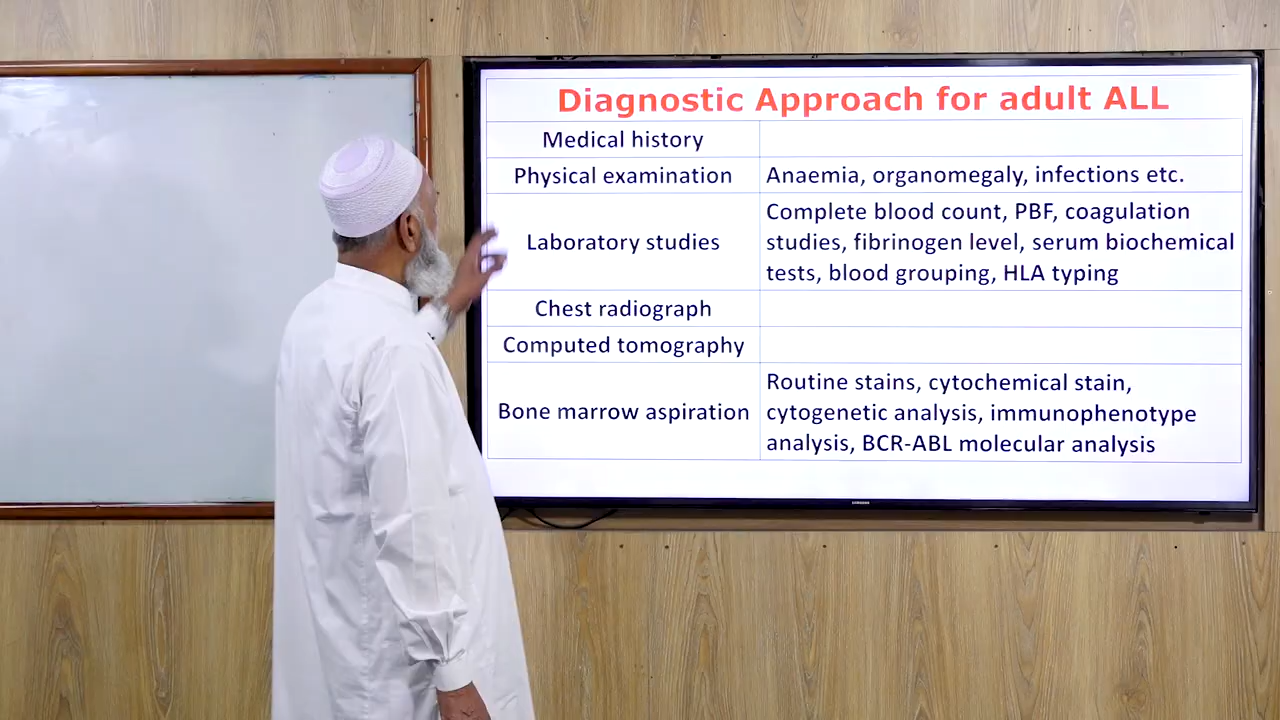 Diagnostic Approach for adult ALL
Medical history
Physical examination
Anaemia, organomegaly, infections etc.
Laboratory studies
Complete blood count, PBF, coagulation
studies, fibrinogen level, serum biochemical
tests, blood grouping, HLA typing
Chest radiograph
Computed tomography
Bone marrow aspiration
Routine stains, cytochemical stain,
cytogenetic analysis, immunophenotype
analysis, BCR-ABL molecular analysis
SAMSUNG